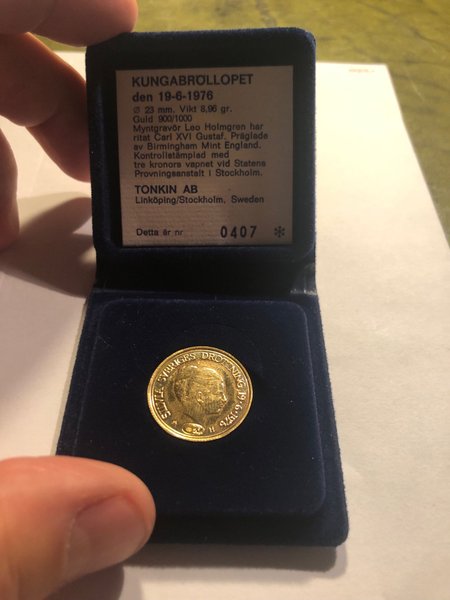 KUNGABRÖLLOPET
den 19-6-1976
Ø 23 mm. Vikt 8,96 gr.
Guld 900/1000
Myntgravör Leo Holmgren har
ritat Carl XVI Gustaf. Präglade
av Birmingham Mint England.
Kontrollstämplad med
tre kronors vapnet vid Statens
Provningsanstalt i Stockholm.
TONKIN AB
Linköping/Stockholm, Sweden
Detta är nr 0407 *
SILVIA SVERIGES DROTTNING 19.6.1976